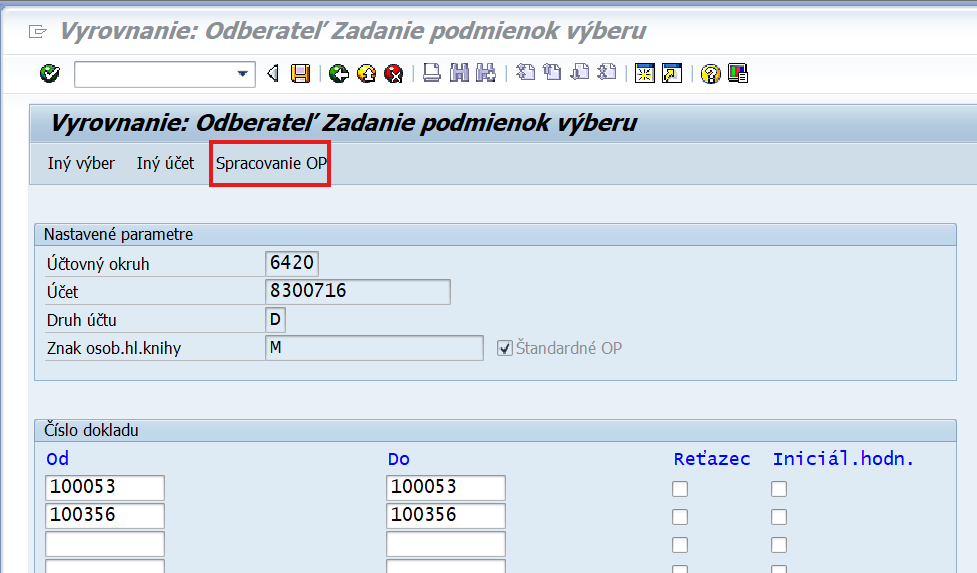 Vyrovnanie: Odberateľ Zadanie podmienok výberu
Vyrovnanie: Odberateľ Zadanie podmienok výberu
Iný výber Iný účet Spracovanie OP
Nastavené parametre
Účtovný okruh 6420
Účet 8300716
Druh účtu D
Znak osob.hl.knihy M Štandardné OP
Číslo dokladu
Od Do Reťazec Iniciál.hodn.
100053 100053
100356 100356